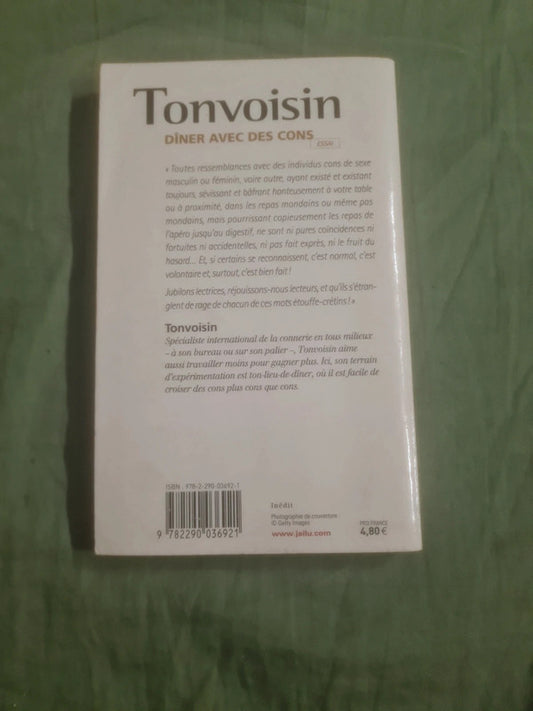 Tonvoisin
DÎNER AVEC DES CONS
ESSAI
« Toutes ressemblances avec des individus cons de sexe
masculin ou féminin, voire autre, ayant existé et existant
toujours, sévissant et bâfrant honteusement à votre table
ou à proximité, dans les repas mondains ou même pas
mondains, mais pourrissant copieusement les repas de
l'apéro jusqu'au digestif, ne sont ni pures coïncidences ni
fortuites ni accidentelles, ni pas fait exprès, ni le fruit du
hasard... Et, si certains se reconnaissent, c'est normal, c'est
volontaire et, surtout, c'est bien fait !
Jubilons lectrices, réjouissons-nous lecteurs, et qu'ils s'étran-
glent de rage de chacun de ces mots étouffe-crétins ! »
Tonvoisin
Spécialiste international de la connerie en tous milieux
– à son bureau ou sur son palier –, Tonvoisin aime
aussi travailler moins pour gagner plus. Ici, son terrain
d'expérimentation est ton-lieu-de-dîner, où il est facile de
croiser des cons plus cons que cons.
ISBN : 978-2-290-03692-1
9 782290 036921
Inédit
Photographie de couverture
© Getty Images
www.jailu.com
PRIX FRANCE
4,80 €